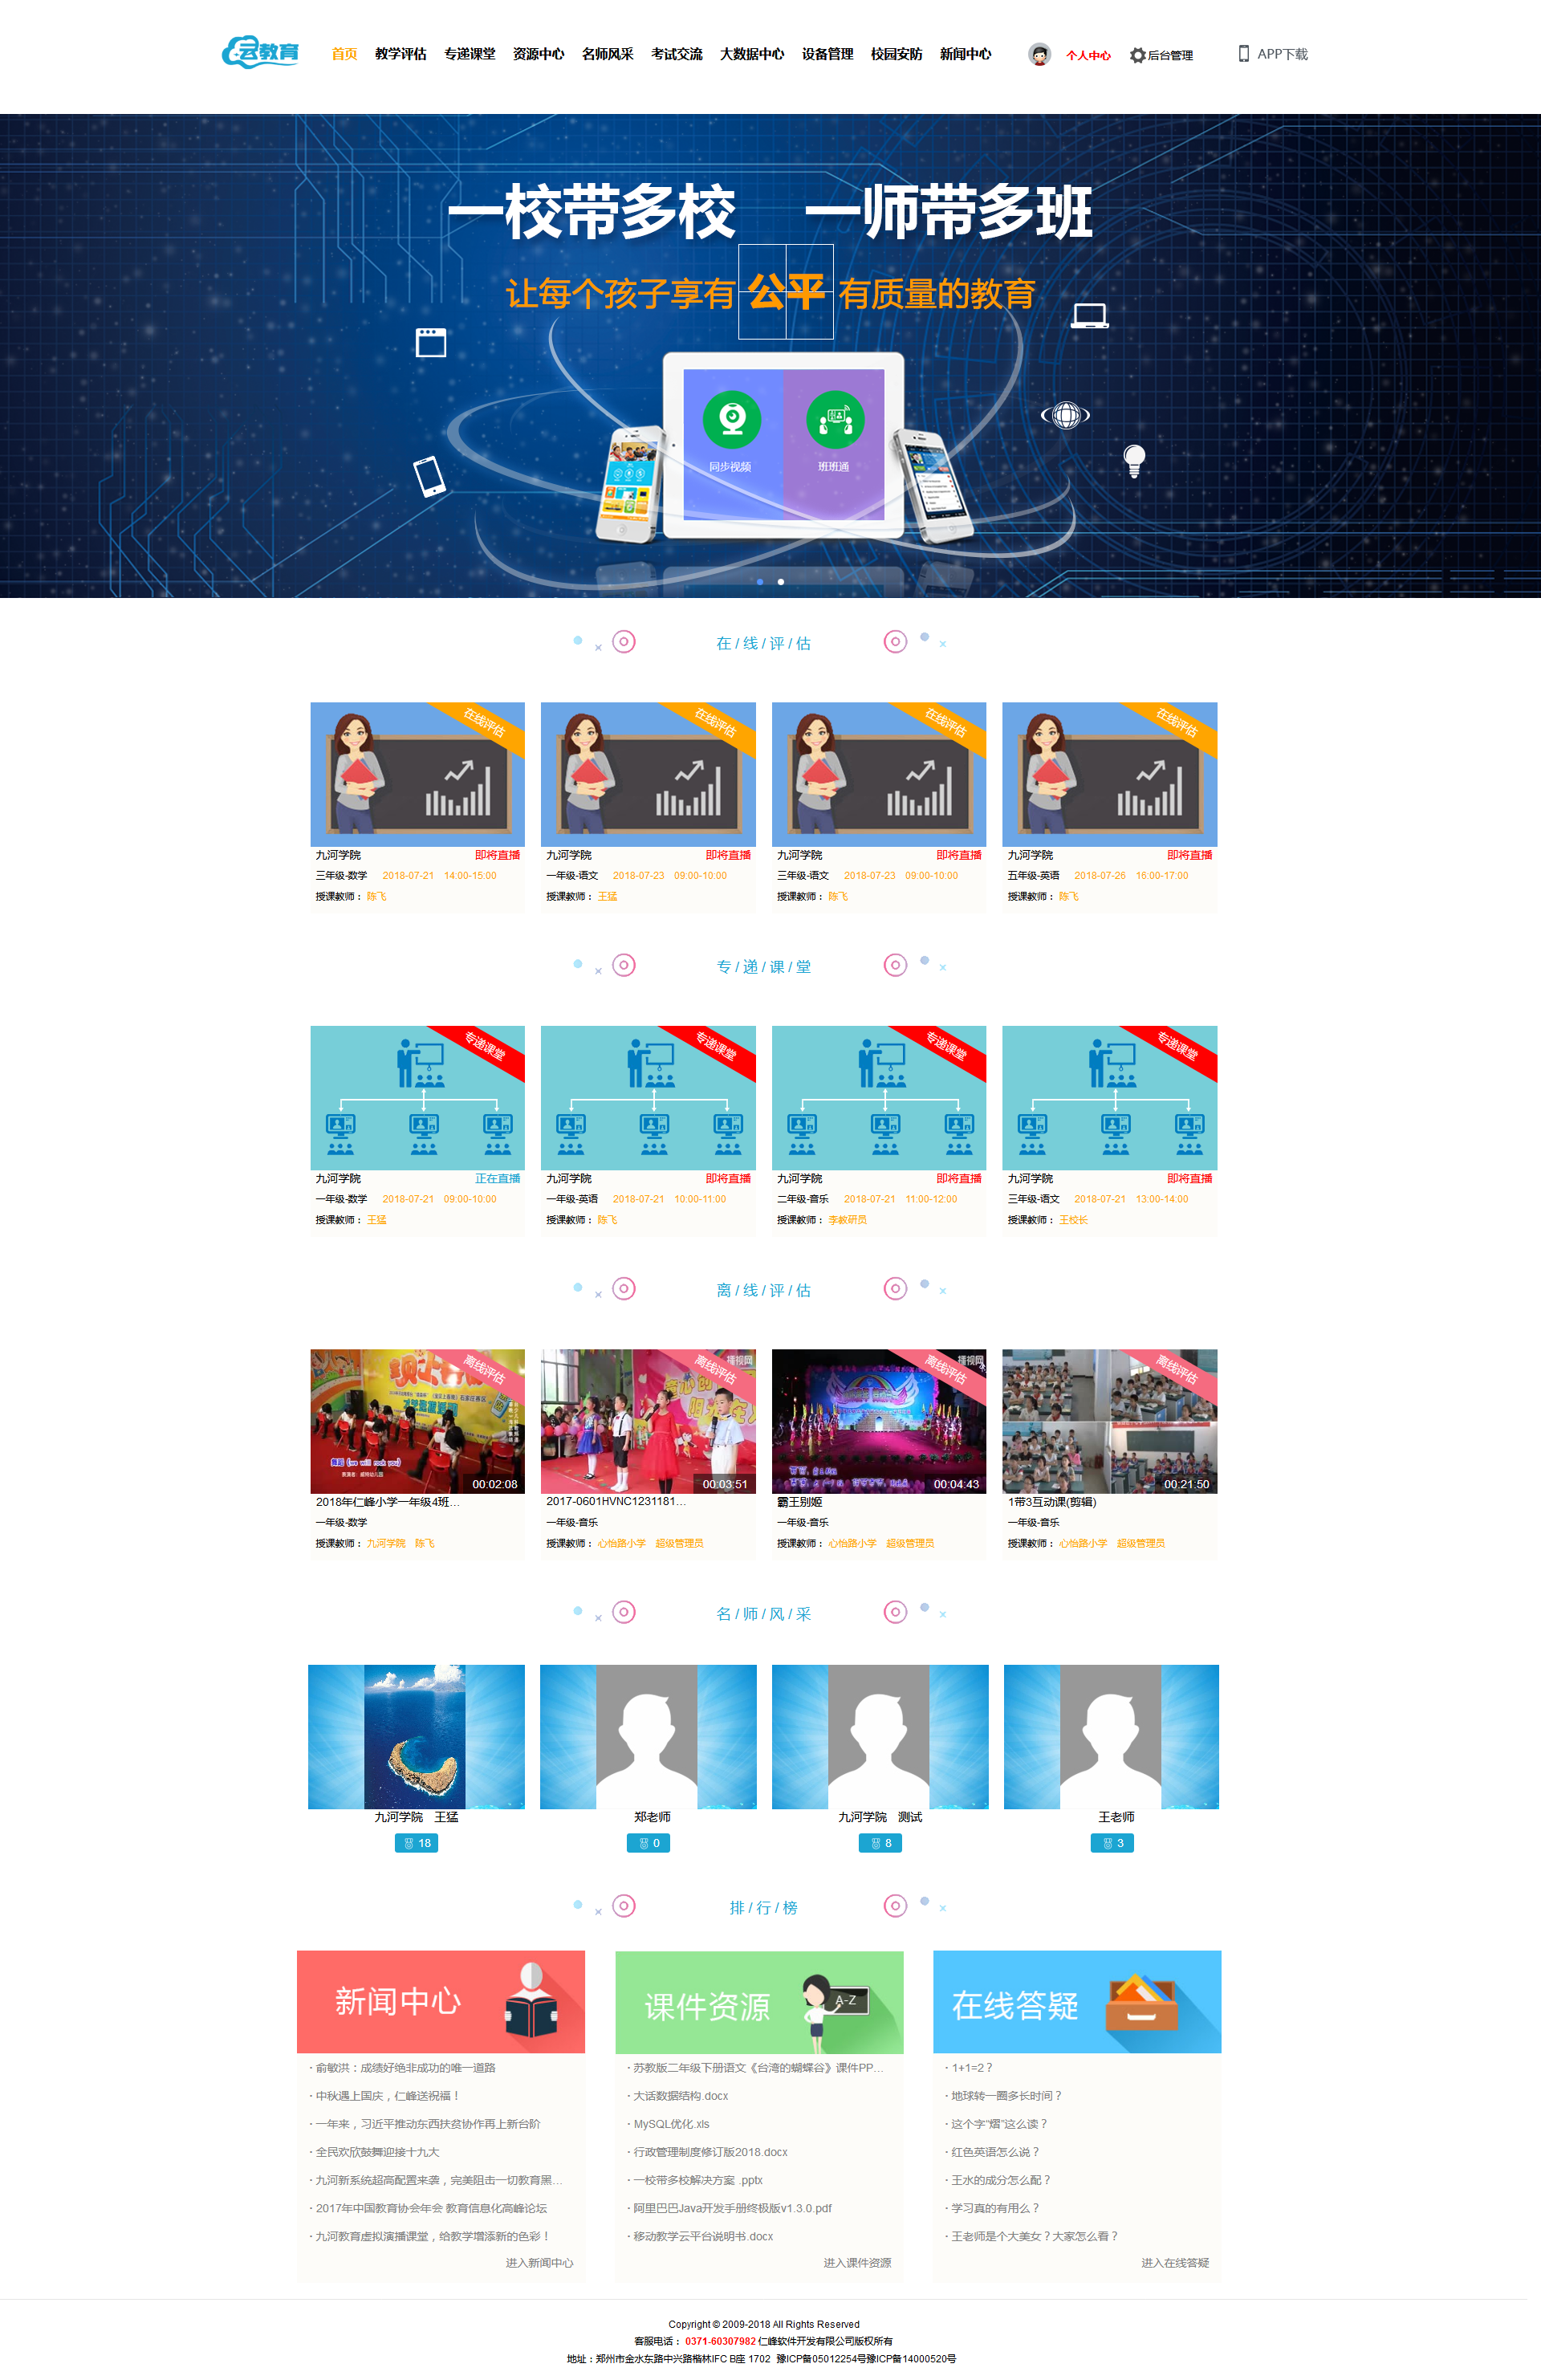 云教育
首页 教学评估 专递课堂 资源中心 名师风采 考试交流 大数据中心 设备管理 校园安防 新闻中心 个人中心 后台管理 APP下载
一校带多校 一师带多班
让每个孩子享有 公平 有质量的教育
同步视频 班班通
在/线/评/估
在线评估 在线评估 在线评估 在线评估
九河学院 即将直播 九河学院 即将直播 九河学院 即将直播 九河学院 即将直播
三年级-数学 2018-07-21 14:00-15:00 一年级-语文 2018-07-23 09:00-10:00 三年级-语文 2018-07-23 09:00-10:00 五年级-英语 2018-07-26 16:00-17:00
授课教师： 陈飞 授课教师： 王猛 授课教师： 陈飞 授课教师： 陈飞
专/递/课/堂
专递课堂 专递课堂 专递课堂 专递课堂
九河学院 正在直播 九河学院 即将直播 九河学院 即将直播 九河学院 即将直播
一年级-数学 2018-07-21 09:00-10:00 一年级-英语 2018-07-21 10:00-11:00 二年级-音乐 2018-07-21 11:00-12:00 三年级-语文 2018-07-21 13:00-14:00
授课教师： 王猛 授课教师： 陈飞 授课教师： 李教研员 授课教师： 王校长
离/线/评/估
离线评估 离线评估 离线评估 离线评估
播视网 播视网
舞蹈《we will rock you》
00:02:08 00:03:51 00:04:43 00:21:50
2018年仁峰小学一年级4班... 2017-0601HVNC1231181... 霸王别姬 1带3互动课(剪辑)
一年级-数学 一年级-音乐 一年级-音乐 一年级-音乐
授课教师： 九河学院 陈飞 授课教师： 心怡路小学 超级管理员 授课教师： 心怡路小学 超级管理员 授课教师： 心怡路小学 超级管理员
名/师/风/采
九河学院 王猛 郑老师 九河学院 测试 王老师
18 0 8 3
排/行/榜
新闻中心 课件资源 A-Z 在线答疑
· 俞敏洪：成绩好绝非成功的唯一道路
· 中秋遇上国庆，仁峰送祝福！
· 一年来，习近平推动东西扶贫协作再上新台阶
· 全民欢欣鼓舞迎接十九大
· 九河新系统超高配置来袭，完美阻击一切教育黑...
· 2017年中国教育协会年会 教育信息化高峰论坛
· 九河教育虚拟演播课堂，给教学增添新的色彩！
进入新闻中心
· 苏教版二年级下册语文《台湾的蝴蝶谷》课件PP...
· 大话数据结构.docx
· MySQL优化.xls
· 行政管理制度修订版2018.docx
· 一校带多校解决方案 .pptx
· 阿里巴巴Java开发手册终极版v1.3.0.pdf
· 移动教学云平台说明书.docx
进入课件资源
· 1+1=2？
· 地球转一圈多长时间？
· 这个字“熠”这么读？
· 红色英语怎么说？
· 王水的成分怎么配？
· 学习真的有用么？
· 王老师是个大美女？大家怎么看？
进入在线答疑
Copyright © 2009-2018 All Rights Reserved
客服电话： 0371-60307982 仁峰软件开发有限公司版权所有
地址：郑州市金水东路中兴路楷林IFC B座 1702 豫ICP备05012254号豫ICP备14000520号